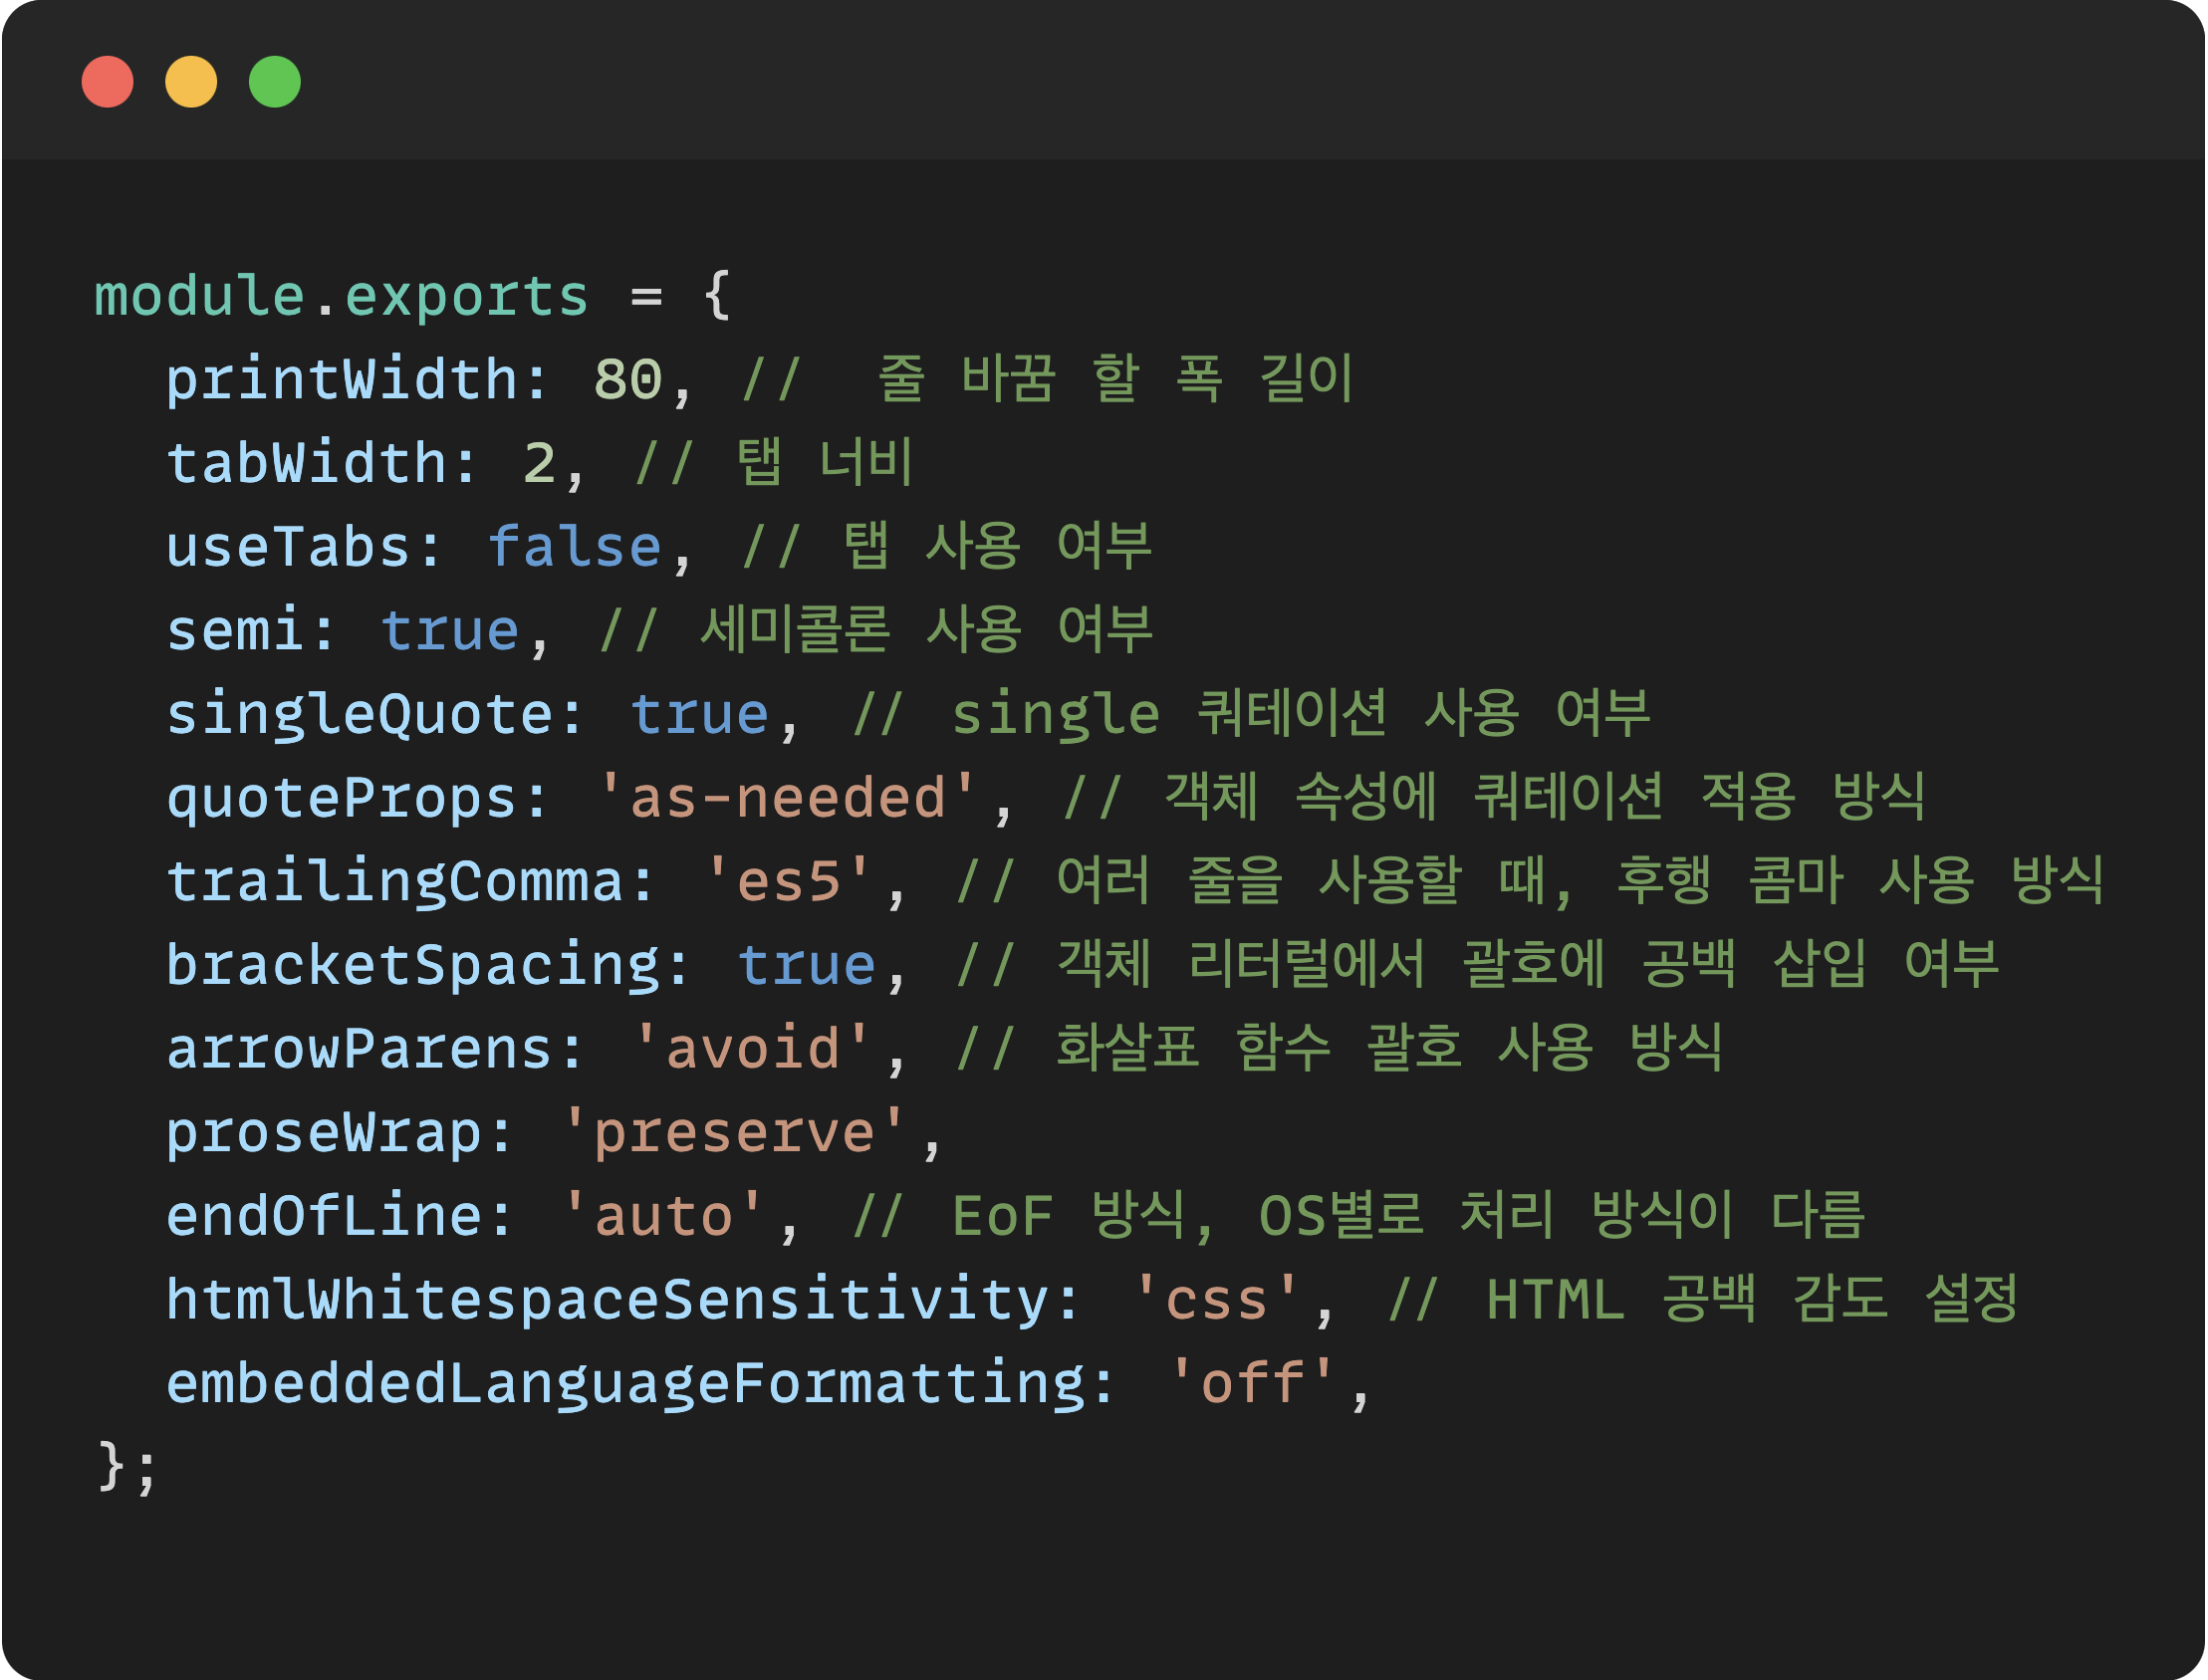 module.exports = {
  printWidth: 80, //  줄 바꿈 할 폭 길이
  tabWidth: 2, // 탭 너비
  useTabs: false, // 탭 사용 여부
  semi: true, // 세미콜론 사용 여부
  singleQuote: true, // single 쿼테이션 사용 여부
  quoteProps: 'as-needed', // 객체 속성에 쿼테이션 적용 방식
  trailingComma: 'es5', // 여러 줄을 사용할 때, 후행 콤마 사용 방식
  bracketSpacing: true, // 객체 리터럴에서 괄호에 공백 삽입 여부
  arrowParens: 'avoid', // 화살표 함수 괄호 사용 방식
  proseWrap: 'preserve',
  endOfLine: 'auto', // EoF 방식, OS별로 처리 방식이 다름
  htmlWhitespaceSensitivity: 'css', // HTML 공백 감도 설정
  embeddedLanguageFormatting: 'off',
};